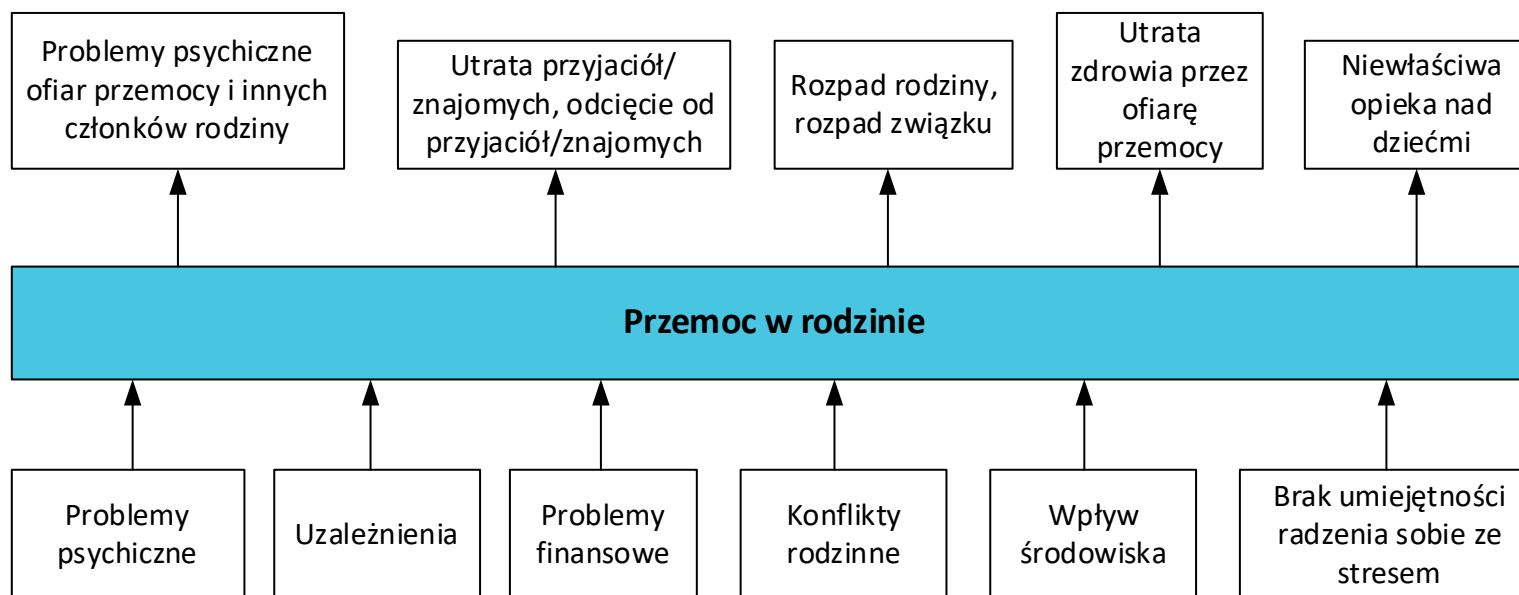 Problemy psychiczne
ofiar przemocy i innych
członków rodziny
Utrata przyjaciół/
znajomych, odcięcie od
przyjaciół/znajomych
Rozpad rodziny,
rozpad związku
Utrata
zdrowia przez
ofiarę
przemocy
Niewłaściwa
opieka nad
dziećmi
Przemoc w rodzinie
Problemy
psychiczne
Uzależnienia
Problemy
finansowe
Konflikty
rodzinne
Wpływ
środowiska
Brak umiejętności
radzenia sobie ze
stresem